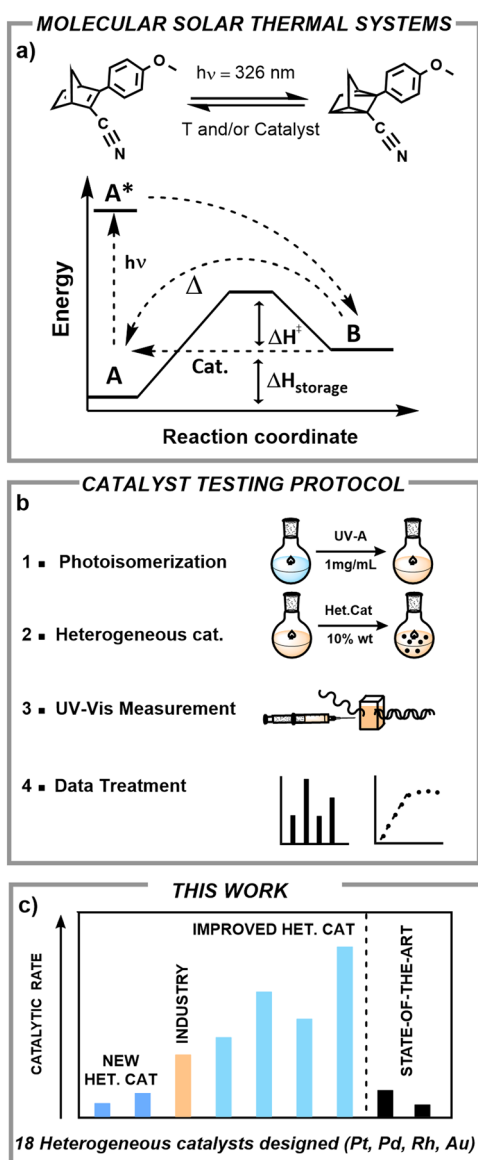 MOLECULAR SOLAR THERMAL SYSTEMS
a)
hν = 326 nm
T and/or Catalyst
O
C
N
O
C
N
Energy
A*
hν
Δ
B
ΔH‡
A
Cat.
ΔHstorage
Reaction coordinate
CATALYST TESTING PROTOCOL
b
1 ▪ Photoisomerization
UV-A
1mg/mL
2 ▪ Heterogeneous cat.
Het.Cat
10% wt
3 ▪ UV-Vis Measurement
4 ▪ Data Treatment
THIS WORK
c)
CATALYTIC RATE
NEW
HET. CAT
INDUSTRY
IMPROVED HET. CAT
STATE-OF-THE-ART
18 Heterogeneous catalysts designed (Pt, Pd, Rh, Au)